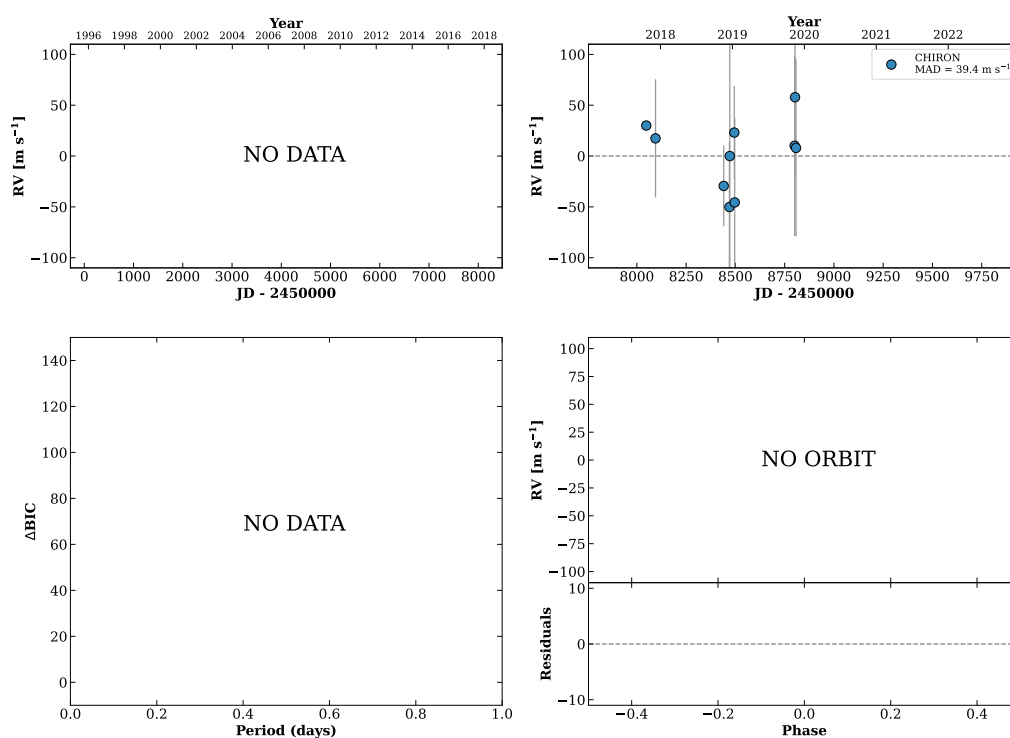 Year
1996 1998 2000 2002 2004 2006 2008 2010 2012 2014 2016 2018
100
50
0
−50
−100
RV [m s⁻¹]
NO DATA
0 1000 2000 3000 4000 5000 6000 7000 8000
JD - 2450000
Year
2018 2019 2020 2021 2022
CHIRON
MAD = 39.4 m s⁻¹
100
50
0
−50
−100
RV [m s⁻¹]
8000 8250 8500 8750 9000 9250 9500 9750
JD - 2450000
140
120
100
80
60
40
20
0
ΔBIC
NO DATA
0.0 0.2 0.4 0.6 0.8 1.0
Period (days)
100
75
50
25
0
−25
−50
−75
−100
RV [m s⁻¹]
NO ORBIT
10
0
−10
Residuals
−0.4 −0.2 0.0 0.2 0.4
Phase